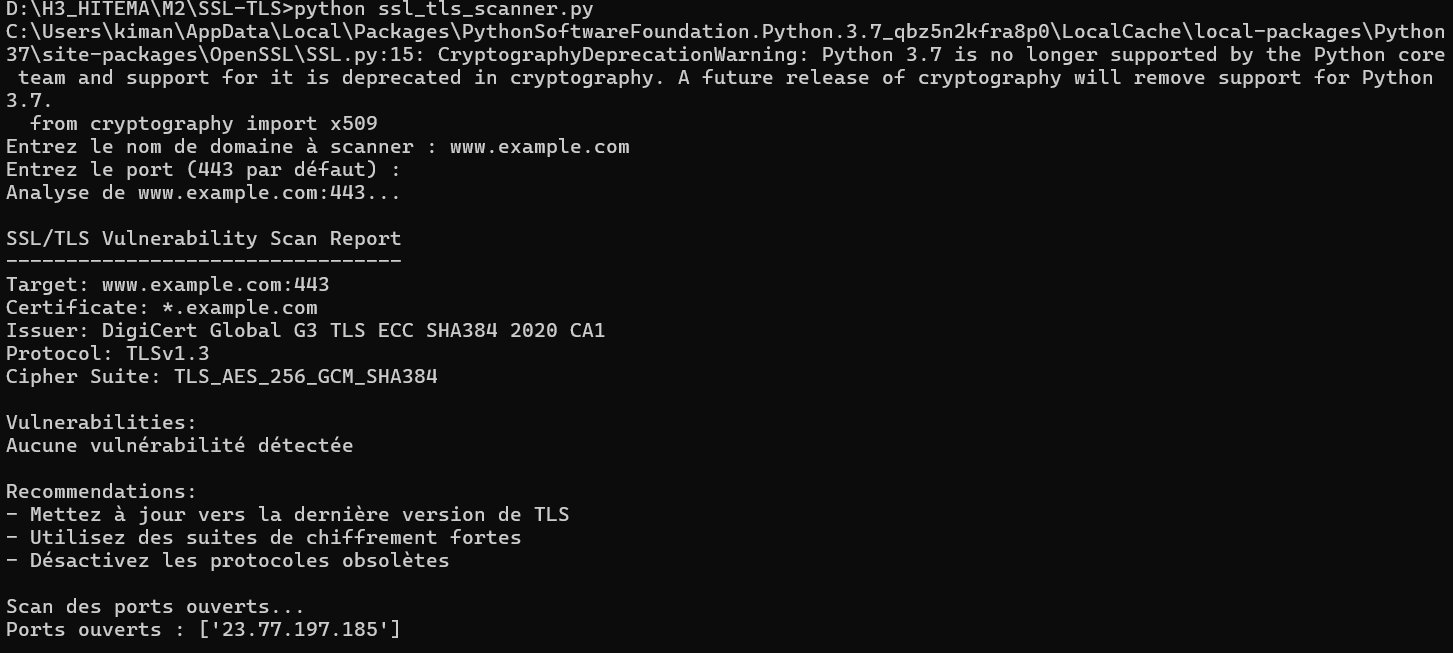 D:\H3_HITEMA\M2\SSL-TLS>python ssl_tls_scanner.py
C:\Users\kiman\AppData\Local\Packages\PythonSoftwareFoundation.Python.3.7_qbz5n2kfra8p0\LocalCache\local-packages\Python
37\site-packages\OpenSSL\SSL.py:15: CryptographyDeprecationWarning: Python 3.7 is no longer supported by the Python core
 team and support for it is deprecated in cryptography. A future release of cryptography will remove support for Python
3.7.
  from cryptography import x509
Entrez le nom de domaine à scanner : www.example.com
Entrez le port (443 par défaut) :
Analyse de www.example.com:443...

SSL/TLS Vulnerability Scan Report
---------------------------------
Target: www.example.com:443
Certificate: *.example.com
Issuer: DigiCert Global G3 TLS ECC SHA384 2020 CA1
Protocol: TLSv1.3
Cipher Suite: TLS_AES_256_GCM_SHA384

Vulnerabilities:
Aucune vulnérabilité détectée

Recommendations:
- Mettez à jour vers la dernière version de TLS
- Utilisez des suites de chiffrement fortes
- Désactivez les protocoles obsolètes

Scan des ports ouverts...
Ports ouverts : ['23.77.197.185']